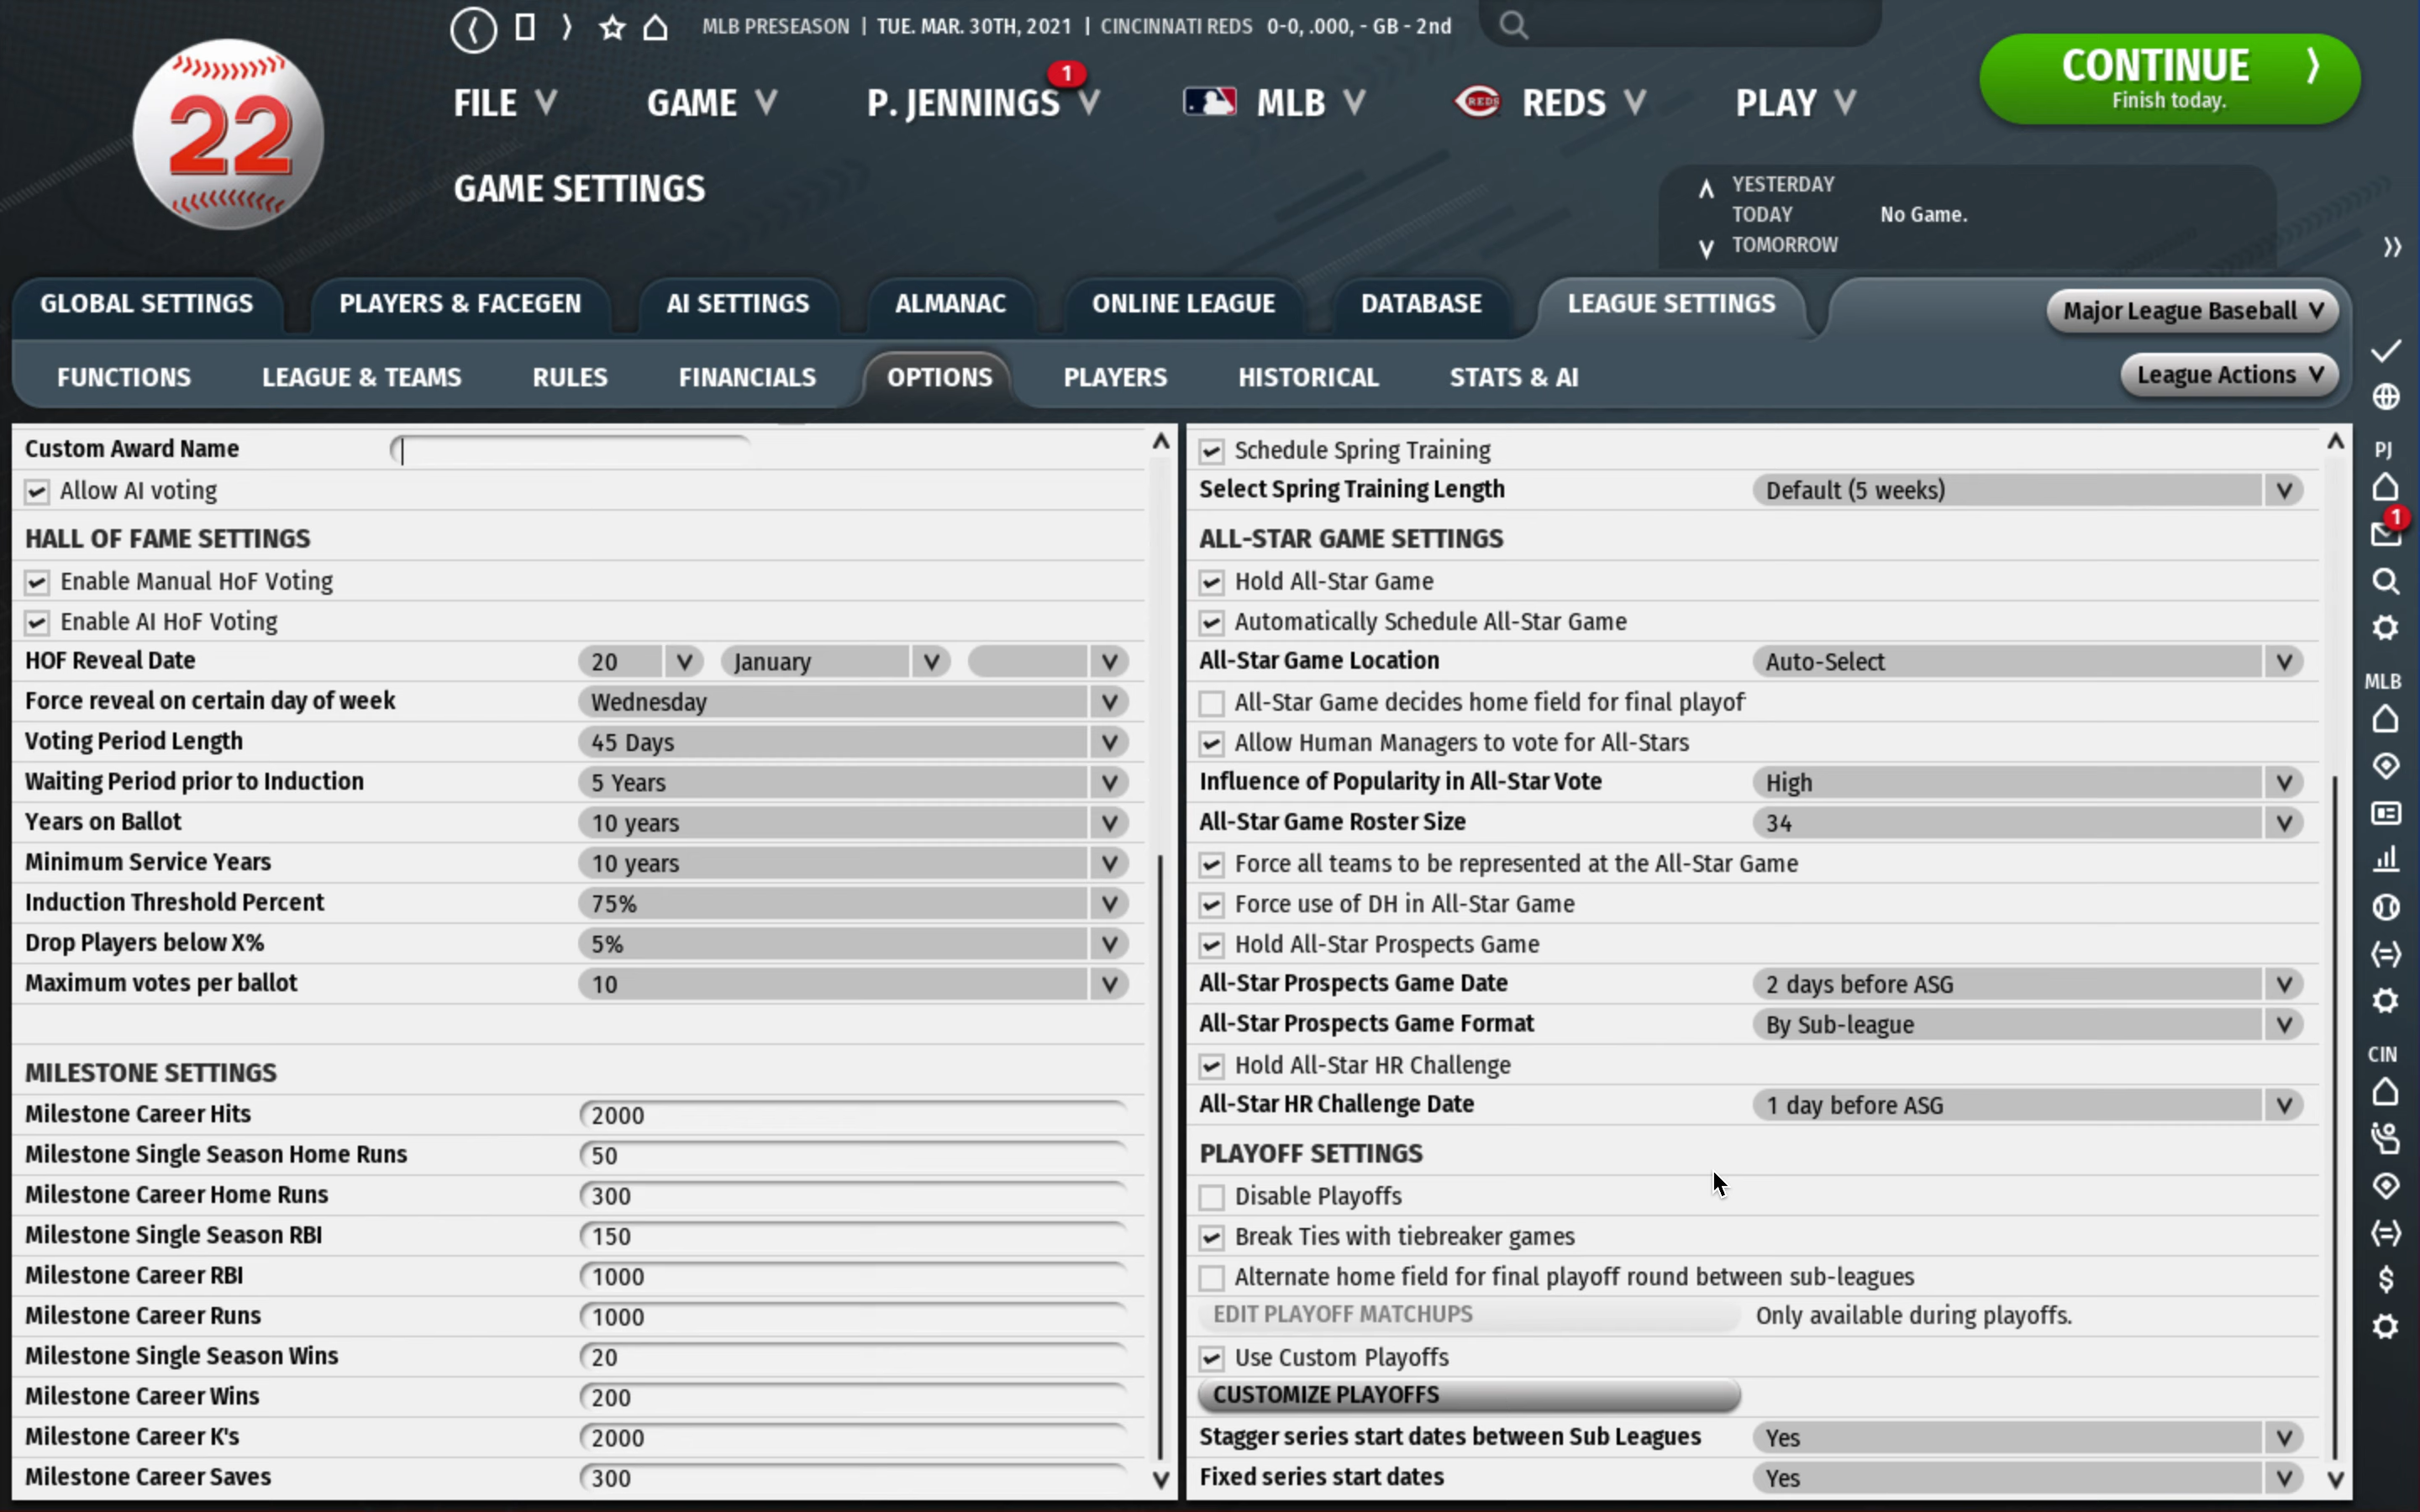 MLB PRESEASON | TUE. MAR. 30TH, 2021 | CINCINNATI REDS 0-0, .000, - GB - 2nd
22
FILE GAME P. JENNINGS 1 MLB REDS REDS PLAY
CONTINUE
Finish today.
GAME SETTINGS
YESTERDAY
TODAY No Game.
TOMORROW
GLOBAL SETTINGS PLAYERS & FACEGEN AI SETTINGS ALMANAC ONLINE LEAGUE DATABASE LEAGUE SETTINGS Major League Baseball
FUNCTIONS LEAGUE & TEAMS RULES FINANCIALS OPTIONS PLAYERS HISTORICAL STATS & AI League Actions
Custom Award Name
Allow AI voting
HALL OF FAME SETTINGS
Enable Manual HoF Voting
Enable AI HoF Voting
HOF Reveal Date 20 January
Force reveal on certain day of week Wednesday
Voting Period Length 45 Days
Waiting Period prior to Induction 5 Years
Years on Ballot 10 years
Minimum Service Years 10 years
Induction Threshold Percent 75%
Drop Players below X% 5%
Maximum votes per ballot 10
MILESTONE SETTINGS
Milestone Career Hits 2000
Milestone Single Season Home Runs 50
Milestone Career Home Runs 300
Milestone Single Season RBI 150
Milestone Career RBI 1000
Milestone Career Runs 1000
Milestone Single Season Wins 20
Milestone Career Wins 200
Milestone Career K's 2000
Milestone Career Saves 300
Schedule Spring Training
Select Spring Training Length Default (5 weeks)
ALL-STAR GAME SETTINGS
Hold All-Star Game
Automatically Schedule All-Star Game
All-Star Game Location Auto-Select
All-Star Game decides home field for final playof
Allow Human Managers to vote for All-Stars
Influence of Popularity in All-Star Vote High
All-Star Game Roster Size 34
Force all teams to be represented at the All-Star Game
Force use of DH in All-Star Game
Hold All-Star Prospects Game
All-Star Prospects Game Date 2 days before ASG
All-Star Prospects Game Format By Sub-league
Hold All-Star HR Challenge
All-Star HR Challenge Date 1 day before ASG
PLAYOFF SETTINGS
Disable Playoffs
Break Ties with tiebreaker games
Alternate home field for final playoff round between sub-leagues
EDIT PLAYOFF MATCHUPS Only available during playoffs.
Use Custom Playoffs
CUSTOMIZE PLAYOFFS
Stagger series start dates between Sub Leagues Yes
Fixed series start dates Yes
PJ
1
MLB
CIN
$